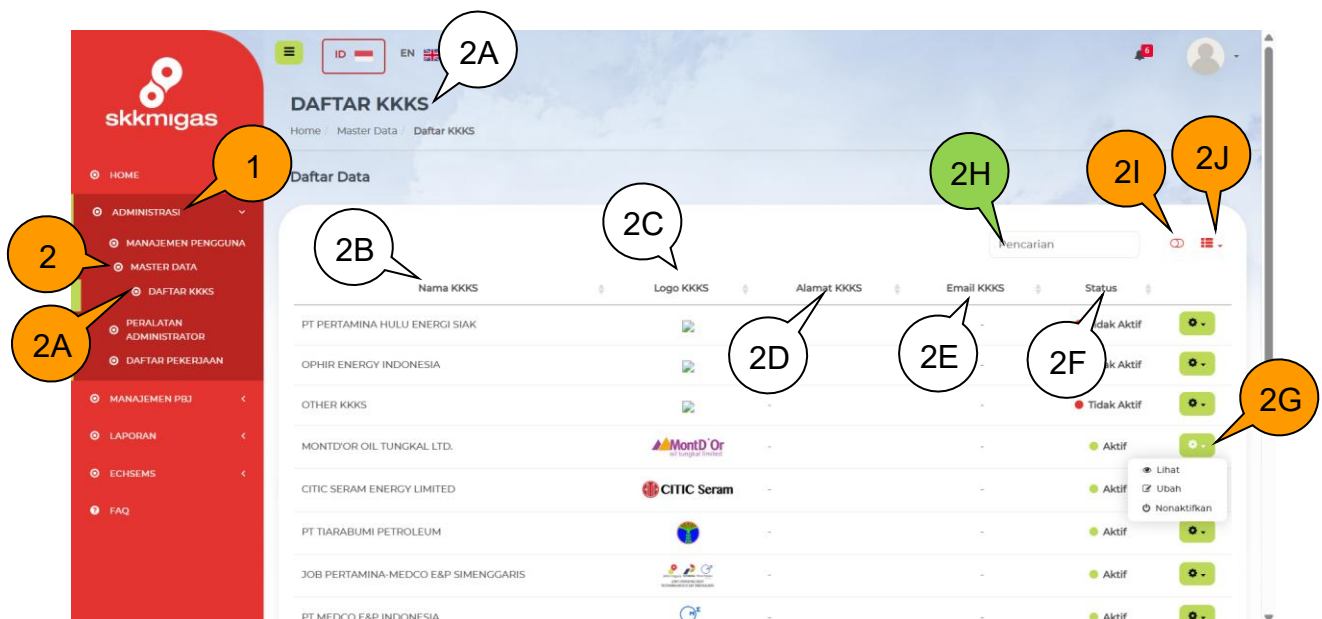 skkmigas
ID EN 2A
6
DAFTAR KKKS
Home / Master Data / Daftar KKKS
1
HOME
ADMINISTRASI
MANAJEMEN PENGGUNA
2
MASTER DATA
DAFTAR KKKS
2A
PERALATAN
ADMINISTRATOR
DAFTAR PEKERJAAN
MANAJEMEN PBJ
LAPORAN
ECHSEMS
FAQ
Daftar Data
2H 2I 2J
2B 2C
Pencarian
Nama KKKS Logo KKKS Alamat KKKS Email KKKS Status
PT PERTAMINA HULU ENERGI SIAK - Tidak Aktif
2D 2E 2F
OPHIR ENERGY INDONESIA - Tidak Aktif
OTHER KKKS - - Tidak Aktif
2G
MONTD'OR OIL TUNGKAL LTD. MontD'Or oil tungkal limited - - Aktif
Lihat
Ubah
Nonaktifkan
CITIC SERAM ENERGY LIMITED CITIC Seram - - Aktif
PT TIARABUMI PETROLEUM - - Aktif
JOB PERTAMINA-MEDCO E&P SIMENGGARIS - - Aktif
PT MEDCO E&P INDONESIA - - Aktif